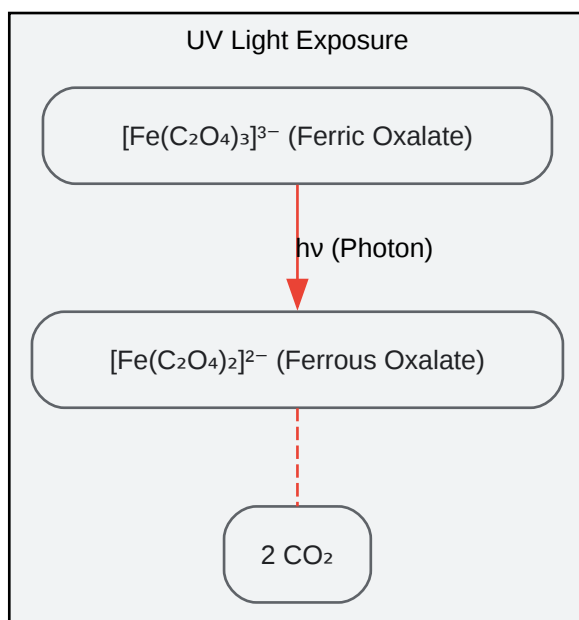 UV Light Exposure
[Fe(C₂O₄)₃]³⁻ (Ferric Oxalate)
hν (Photon)
[Fe(C₂O₄)₂]²⁻ (Ferrous Oxalate)
2 CO₂